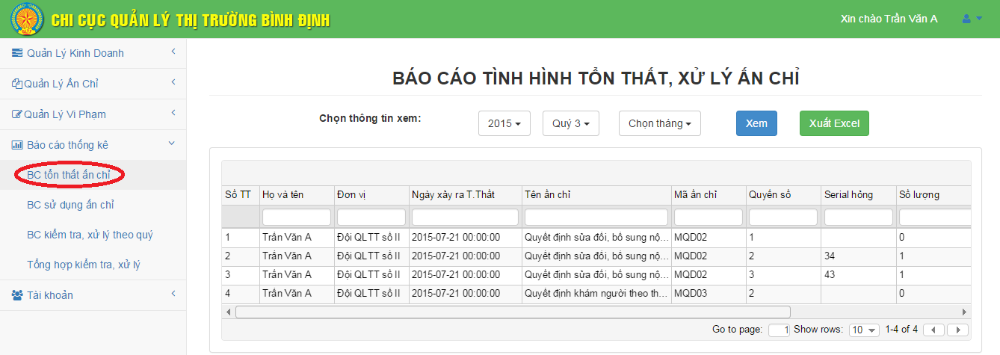 CHI CỤC QUẢN LÝ THỊ TRƯỜNG BÌNH ĐỊNH
Xin chào Trần Văn A
Quản Lý Kinh Doanh
Quản Lý Ấn Chỉ
Quản Lý Vi Phạm
Báo cáo thống kê
BC tổn thất ấn chỉ
BC sử dụng ấn chỉ
BC kiểm tra, xử lý theo quý
Tổng hợp kiểm tra, xử lý
Tài khoản
BÁO CÁO TÌNH HÌNH TỔN THẤT, XỬ LÝ ẤN CHỈ
Chọn thông tin xem: 2015 Quý 3 Chọn tháng Xem Xuất Excel
Số TT Họ và tên Đơn vị Ngày xảy ra T.Thất Tên ấn chỉ Mã ấn chỉ Quyển số Serial hỏng Số lượng
1 Trần Văn A Đội QLTT số II 2015-07-21 00:00:00 Quyết định sửa đổi, bổ sung nộ... MQD02 1 0
2 Trần Văn A Đội QLTT số II 2015-07-21 00:00:00 Quyết định sửa đổi, bổ sung nộ... MQD02 2 34 1
3 Trần Văn A Đội QLTT số II 2015-07-21 00:00:00 Quyết định sửa đổi, bổ sung nộ... MQD02 3 43 1
4 Trần Văn A Đội QLTT số II 2015-07-21 00:00:00 Quyết định khám người theo th... MQD03 2 0
Go to page: 1 Show rows: 10 1-4 of 4